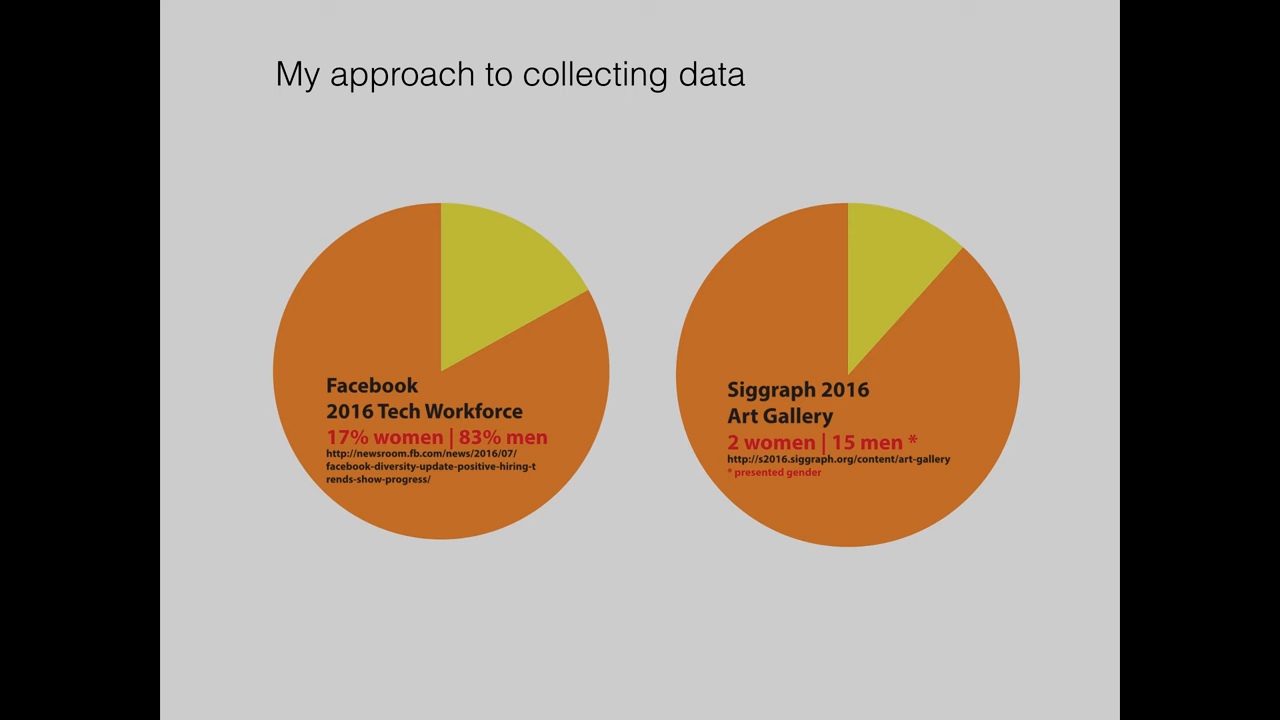 My approach to collecting data
Facebook
2016 Tech Workforce
17% women | 83% men
http://newsroom.fb.com/news/2016/07/
facebook-diversity-update-positive-hiring-t
rends-show-progress/
Siggraph 2016
Art Gallery
2 women | 15 men *
http://s2016.siggraph.org/content/art-gallery
* presented gender